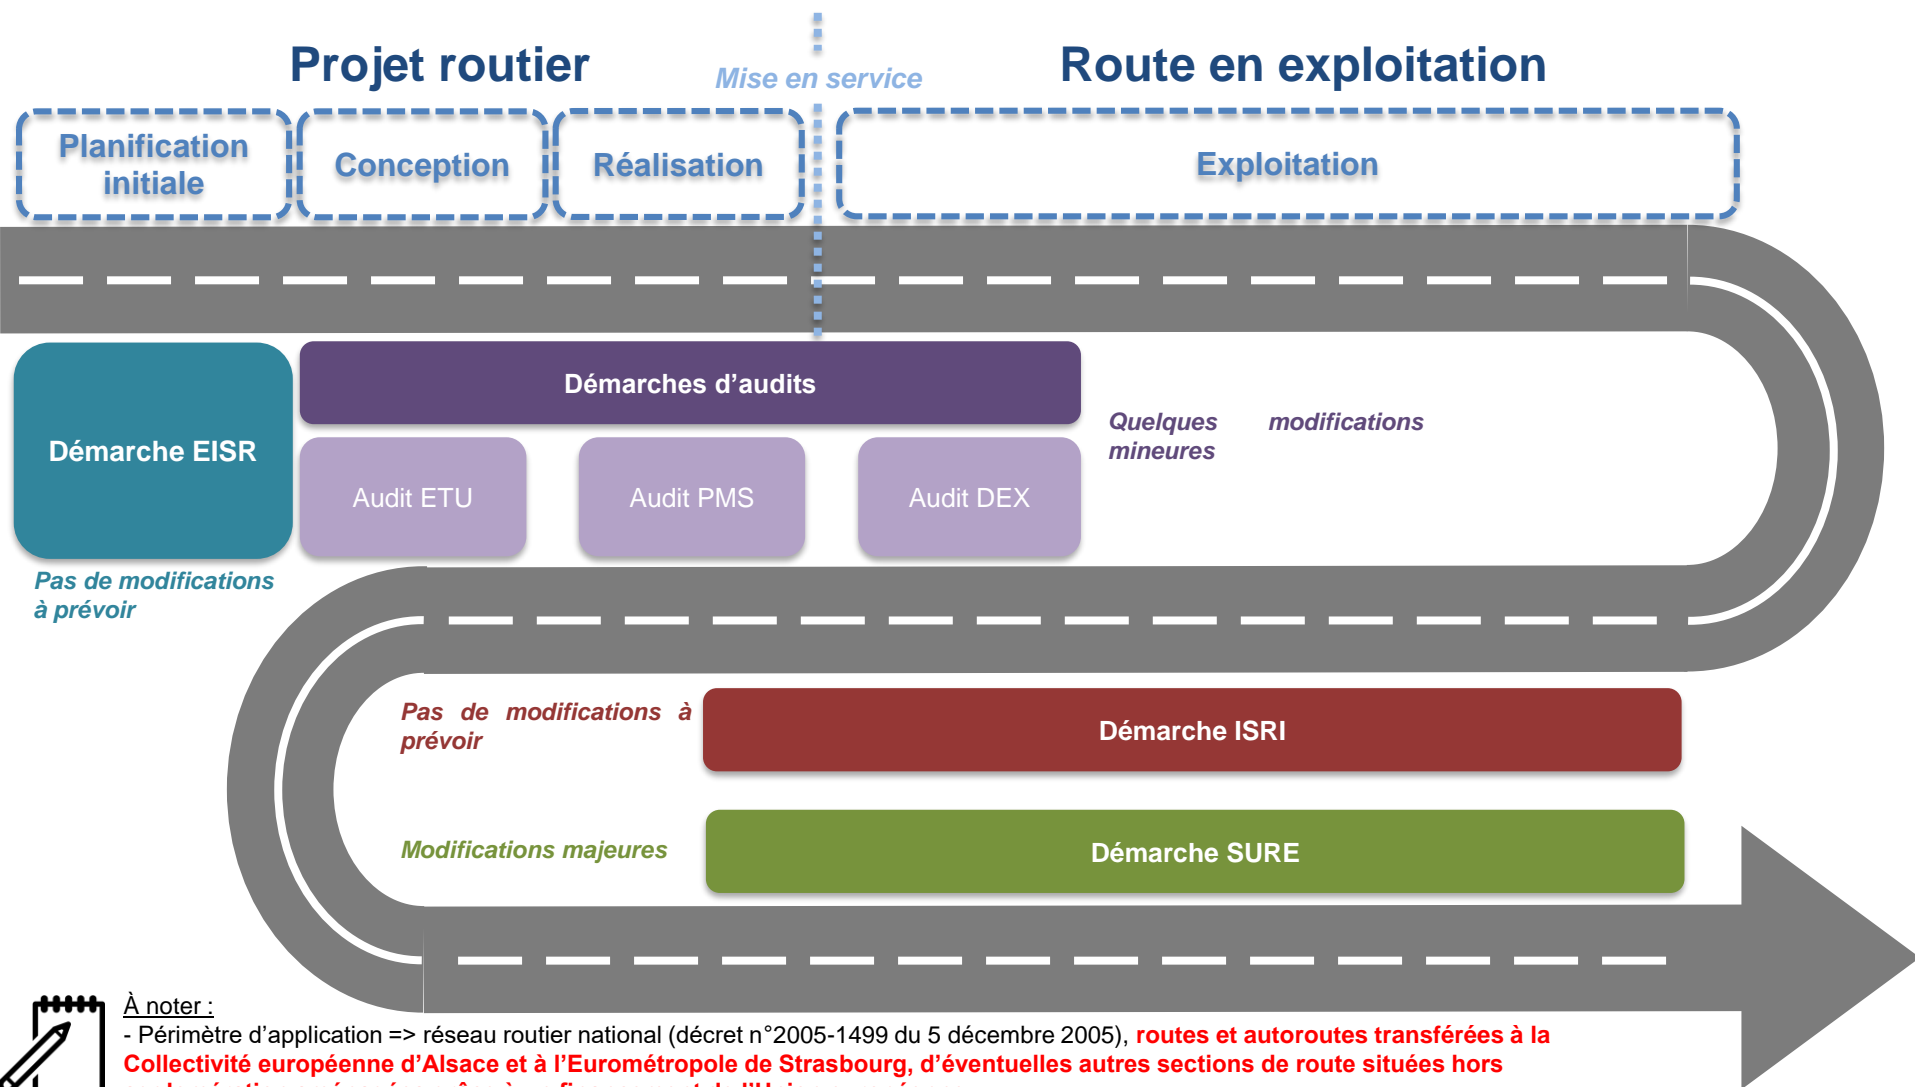 Projet routier
Mise en service
Route en exploitation
Planification
initiale
Conception
Réalisation
Exploitation
Démarche EISR
Démarches d'audits
Audit ETU
Audit PMS
Audit DEX
Quelques modifications
mineures
Pas de modifications
à prévoir
Pas de modifications à
prévoir
Démarche ISRI
Modifications majeures
Démarche SURE
À noter :
- Périmètre d'application => réseau routier national (décret n°2005-1499 du 5 décembre 2005), routes et autoroutes transférées à la
Collectivité européenne d'Alsace et à l'Eurométropole de Strasbourg, d'éventuelles autres sections de route situées hors